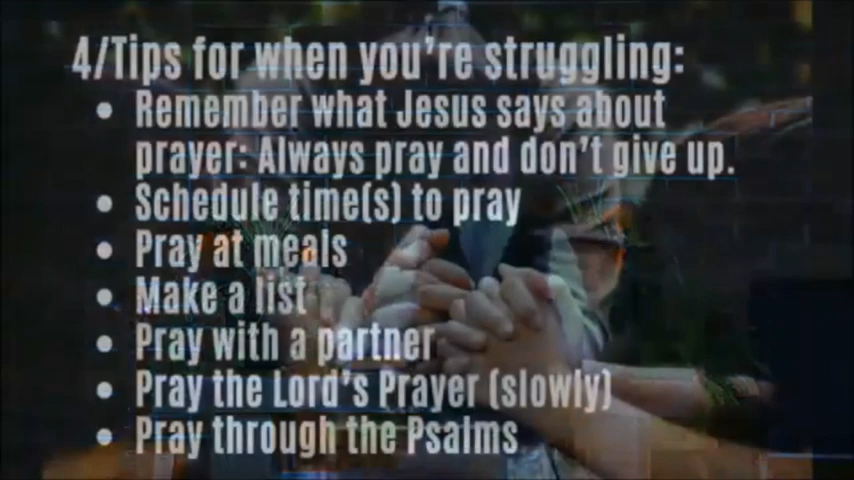 4/Tips for when you're struggling:
• Remember what Jesus says about
prayer: Always pray and don't give up.
• Schedule time(s) to pray
• Pray at meals
• Make a list
• Pray with a partner
• Pray the Lord's Prayer (slowly)
• Pray through the Psalms